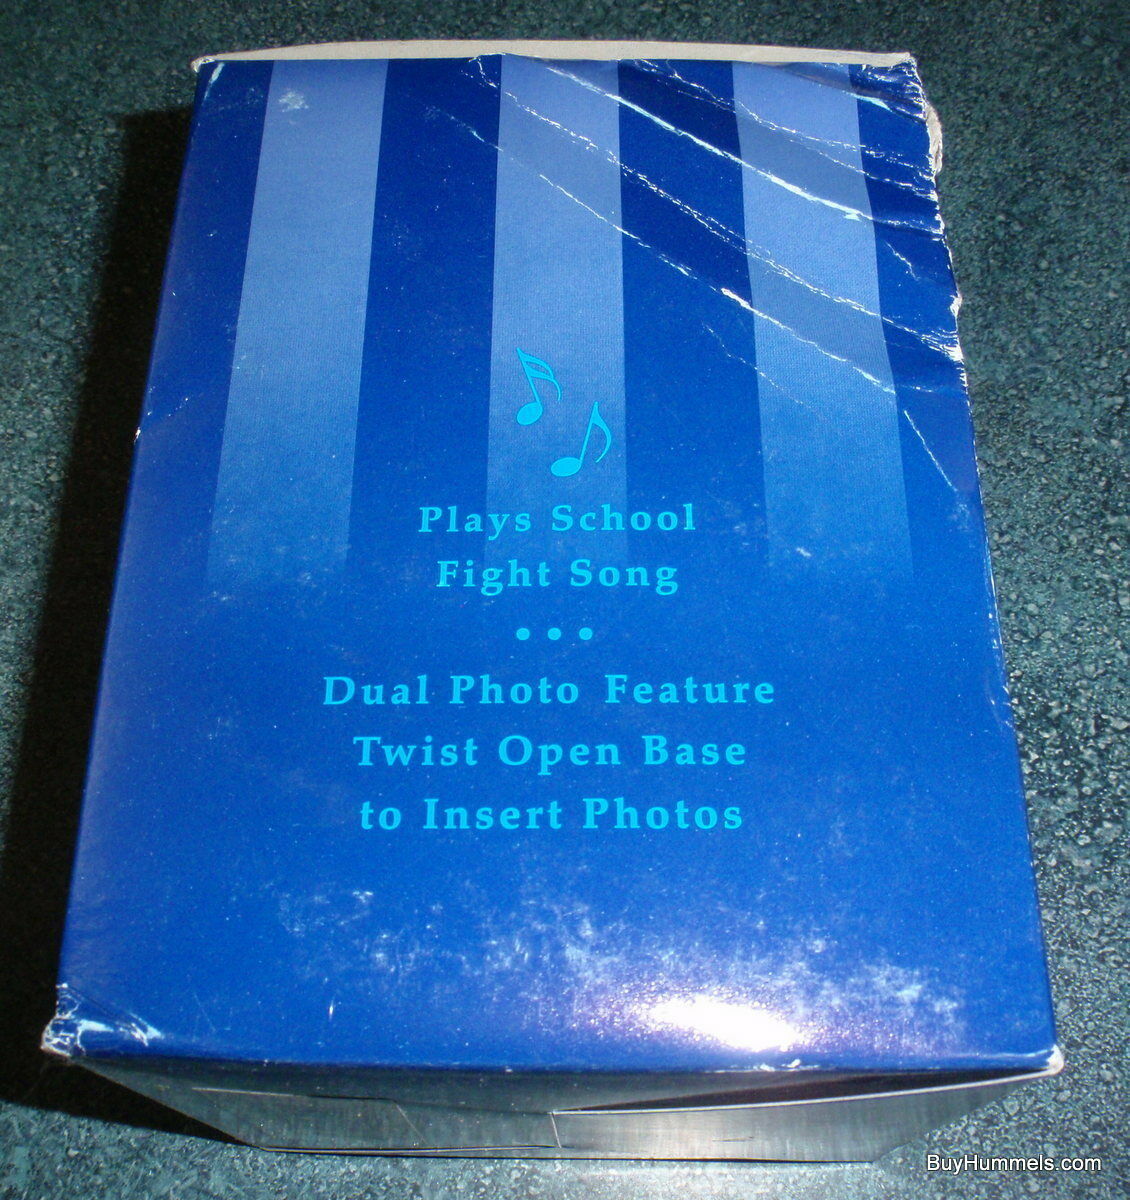 Plays School
Fight Song
• • •
Dual Photo Feature
Twist Open Base
to Insert Photos
BuyHummels.com